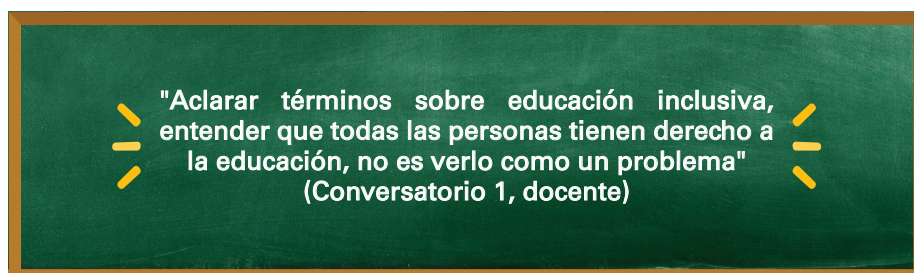 "Aclarar términos sobre educación inclusiva,
entender que todas las personas tienen derecho a
la educación, no es verlo como un problema"
(Conversatorio 1, docente)